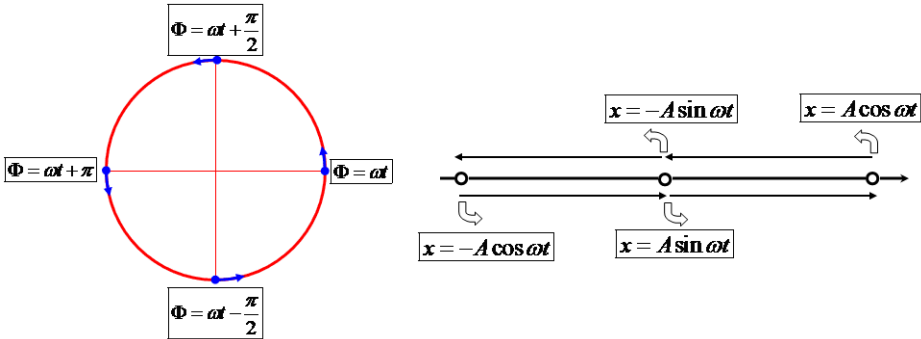 Φ = ωt + π/2
Φ = ωt + π
Φ = ωt
Φ = ωt − π/2
x = −A sin ωt
x = A cos ωt
x = −A cos ωt
x = A sin ωt